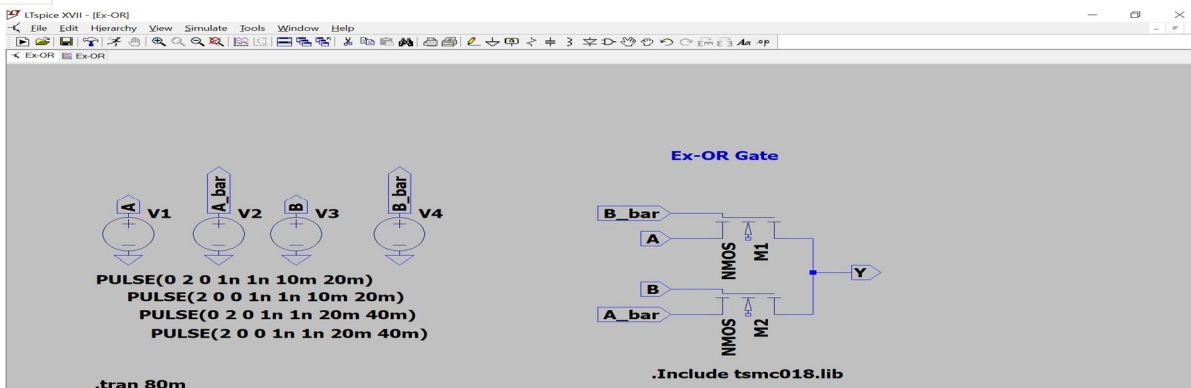 LTspice XVII - [Ex-OR]
File Edit Hierarchy View Simulate Tools Window Help
Ex-OR Ex-OR
Ex-OR Gate
A V1 A_bar V2 B V3 B_bar V4
PULSE(0 2 0 1n 1n 10m 20m)
PULSE(2 0 0 1n 1n 10m 20m)
PULSE(0 2 0 1n 1n 20m 40m)
PULSE(2 0 0 1n 1n 20m 40m)
.tran 80m
B_bar
A
NMOS M1
Y
B
A_bar
NMOS M2
.Include tsmc018.lib